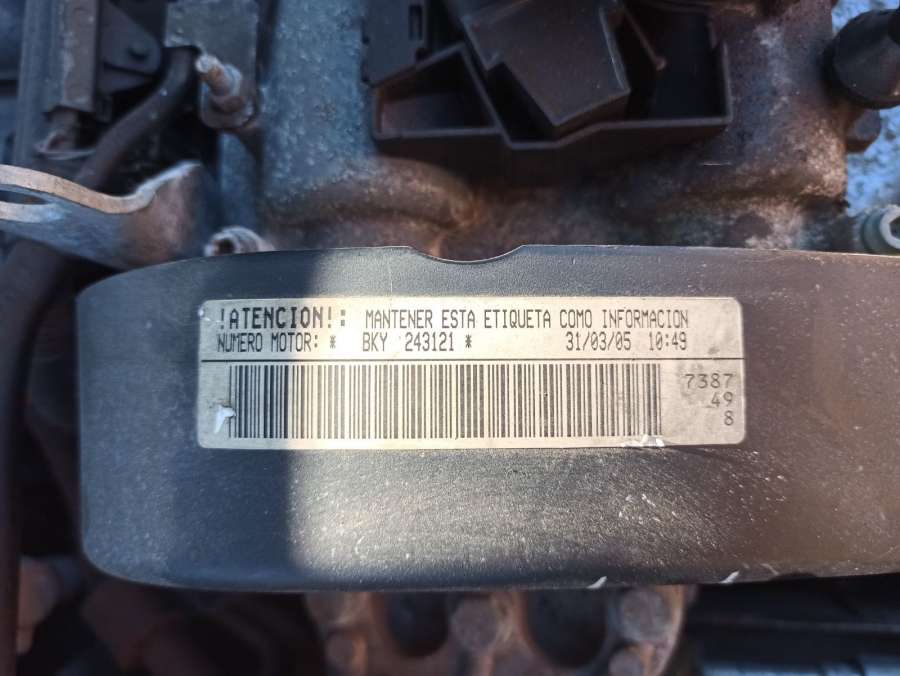 !ATENCION!: MANTENER ESTA ETIQUETA COMO INFORMACION
NUMERO MOTOR: * BKY 243121 * 31/03/05 10:49
7387
49
8